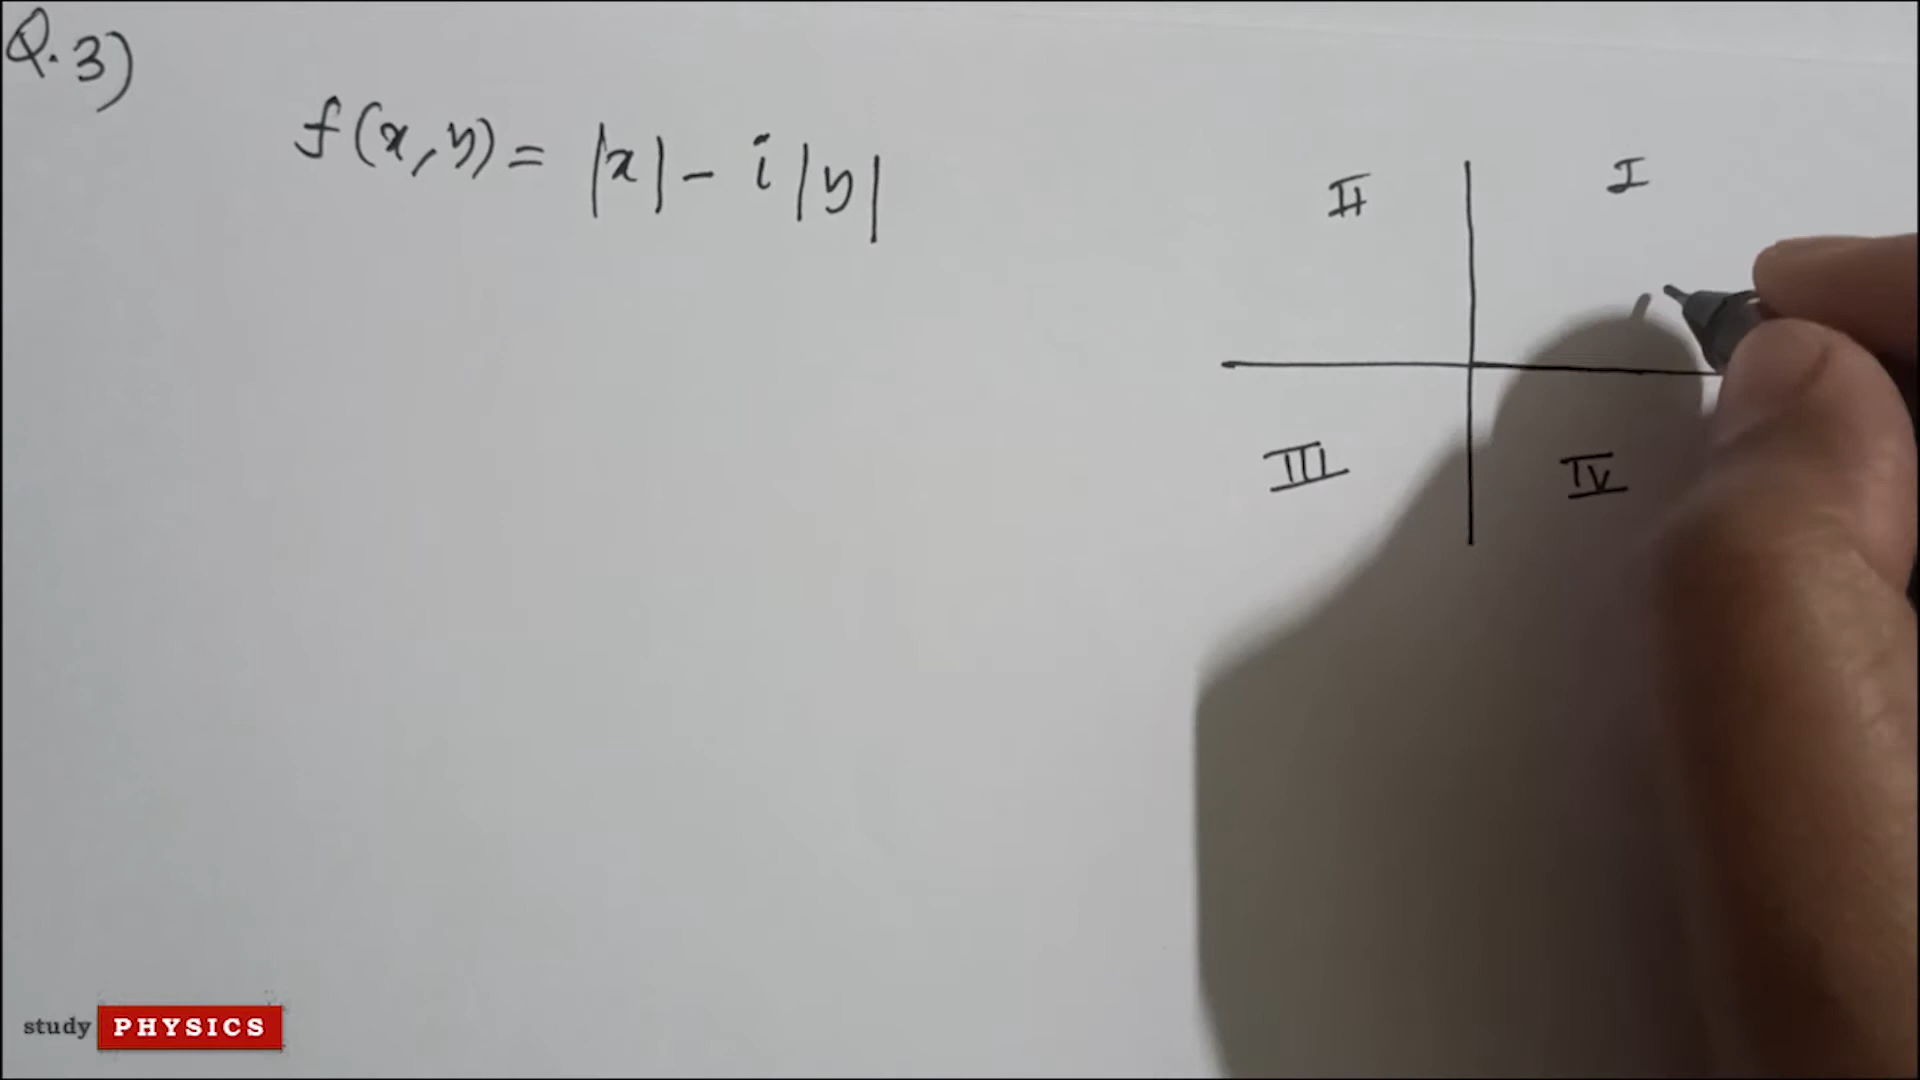 Q.3)
f(x,y) = |x| - i |y|
II I
III IV
study PHYSICS